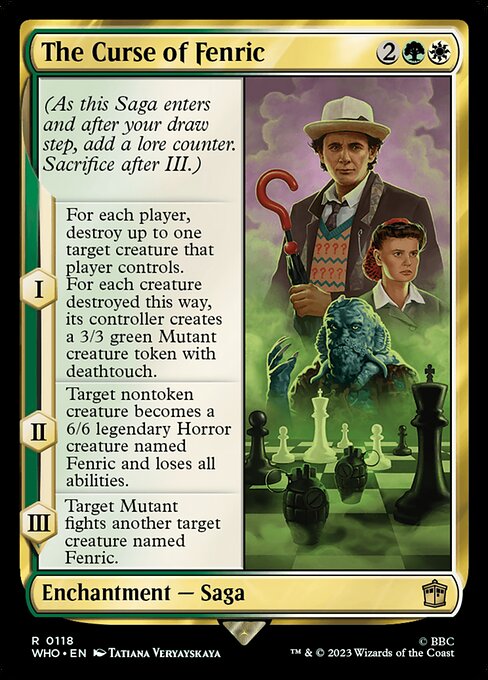 The Curse of Fenric 2
(As this Saga enters
and after your draw
step, add a lore counter.
Sacrifice after III.)
I
For each player,
destroy up to one
target creature that
player controls.
For each creature
destroyed this way,
its controller creates
a 3/3 green Mutant
creature token with
deathtouch.
II
Target nontoken
creature becomes a
6/6 legendary Horror
creature named
Fenric and loses all
abilities.
III
Target Mutant
fights another target
creature named
Fenric.
? ? ? ? ?
Enchantment — Saga
R 0118
WHO • EN Tatiana Veryayskaya
© BBC
™ & © 2023 Wizards of the Coast